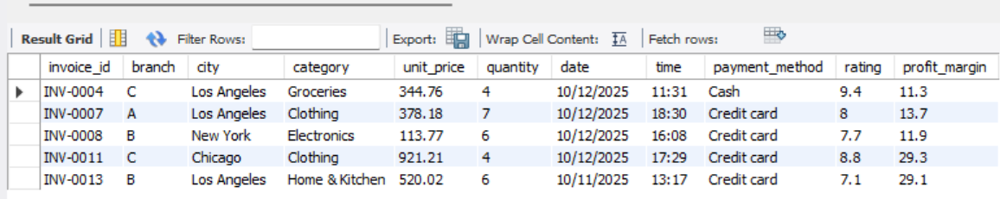 Result Grid Filter Rows: Export: Wrap Cell Content: IA Fetch rows:
invoice_id branch city category unit_price quantity date time payment_method rating profit_margin
INV-0004 C Los Angeles Groceries 344.76 4 10/12/2025 11:31 Cash 9.4 11.3
INV-0007 A Los Angeles Clothing 378.18 7 10/12/2025 18:30 Credit card 8 13.7
INV-0008 B New York Electronics 113.77 6 10/12/2025 16:08 Credit card 7.7 11.9
INV-0011 C Chicago Clothing 921.21 4 10/12/2025 17:29 Credit card 8.8 29.3
INV-0013 B Los Angeles Home & Kitchen 520.02 6 10/11/2025 13:17 Credit card 7.1 29.1